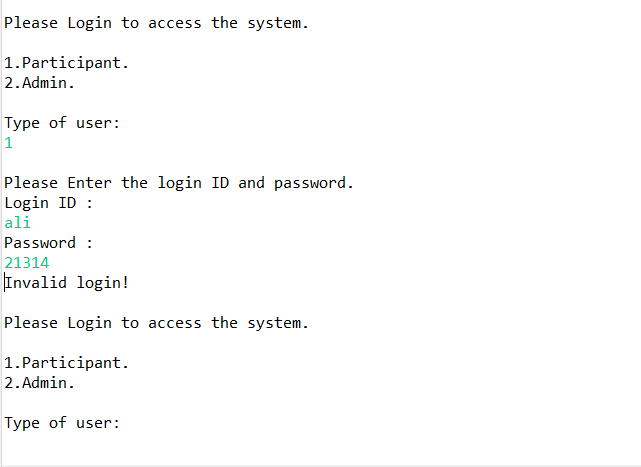 Please Login to access the system.
1.Participant.
2.Admin.
Type of user:
1
Please Enter the login ID and password.
Login ID :
ali
Password :
21314
Invalid login!
Please Login to access the system.
1.Participant.
2.Admin.
Type of user: